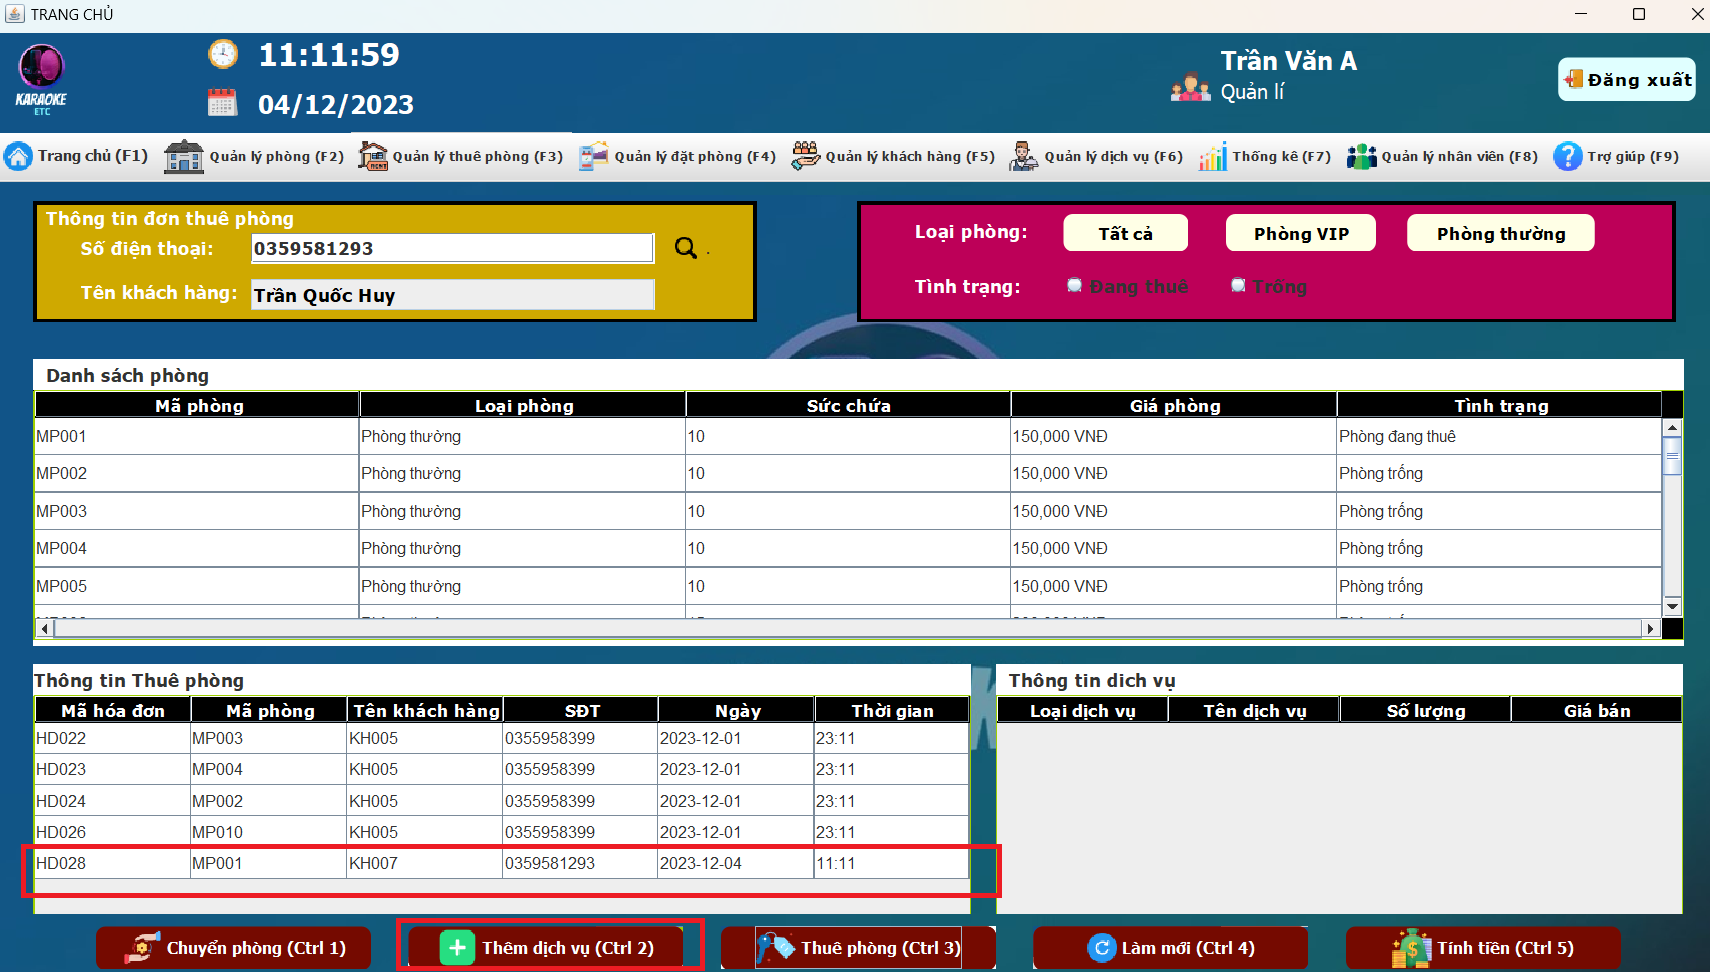 TRANG CHỦ
KARAOKE
ETC
11:11:59
04/12/2023
Trần Văn A
Quản lí
Đăng xuất
Trang chủ (F1) Quản lý phòng (F2) Quản lý thuê phòng (F3) Quản lý đặt phòng (F4) Quản lý khách hàng (F5) Quản lý dịch vụ (F6) Thống kê (F7) Quản lý nhân viên (F8) Trợ giúp (F9)
Thông tin đơn thuê phòng
Số điện thoại: 0359581293 .
Tên khách hàng: Trần Quốc Huy
Loại phòng: Tất cả Phòng VIP Phòng thường
Tình trạng: Đang thuê Trống
Danh sách phòng
Mã phòng Loại phòng Sức chứa Giá phòng Tình trạng
MP001 Phòng thường 10 150,000 VNĐ Phòng đang thuê
MP002 Phòng thường 10 150,000 VNĐ Phòng trống
MP003 Phòng thường 10 150,000 VNĐ Phòng trống
MP004 Phòng thường 10 150,000 VNĐ Phòng trống
MP005 Phòng thường 10 150,000 VNĐ Phòng trống
Thông tin Thuê phòng
Mã hóa đơn Mã phòng Tên khách hàng SĐT Ngày Thời gian
HD022 MP003 KH005 0355958399 2023-12-01 23:11
HD023 MP004 KH005 0355958399 2023-12-01 23:11
HD024 MP002 KH005 0355958399 2023-12-01 23:11
HD026 MP010 KH005 0355958399 2023-12-01 23:11
HD028 MP001 KH007 0359581293 2023-12-04 11:11
Thông tin dich vụ
Loại dịch vụ Tên dịch vụ Số lượng Giá bán
Chuyển phòng (Ctrl 1) Thêm dịch vụ (Ctrl 2) Thuê phòng (Ctrl 3) Làm mới (Ctrl 4) Tính tiền (Ctrl 5)